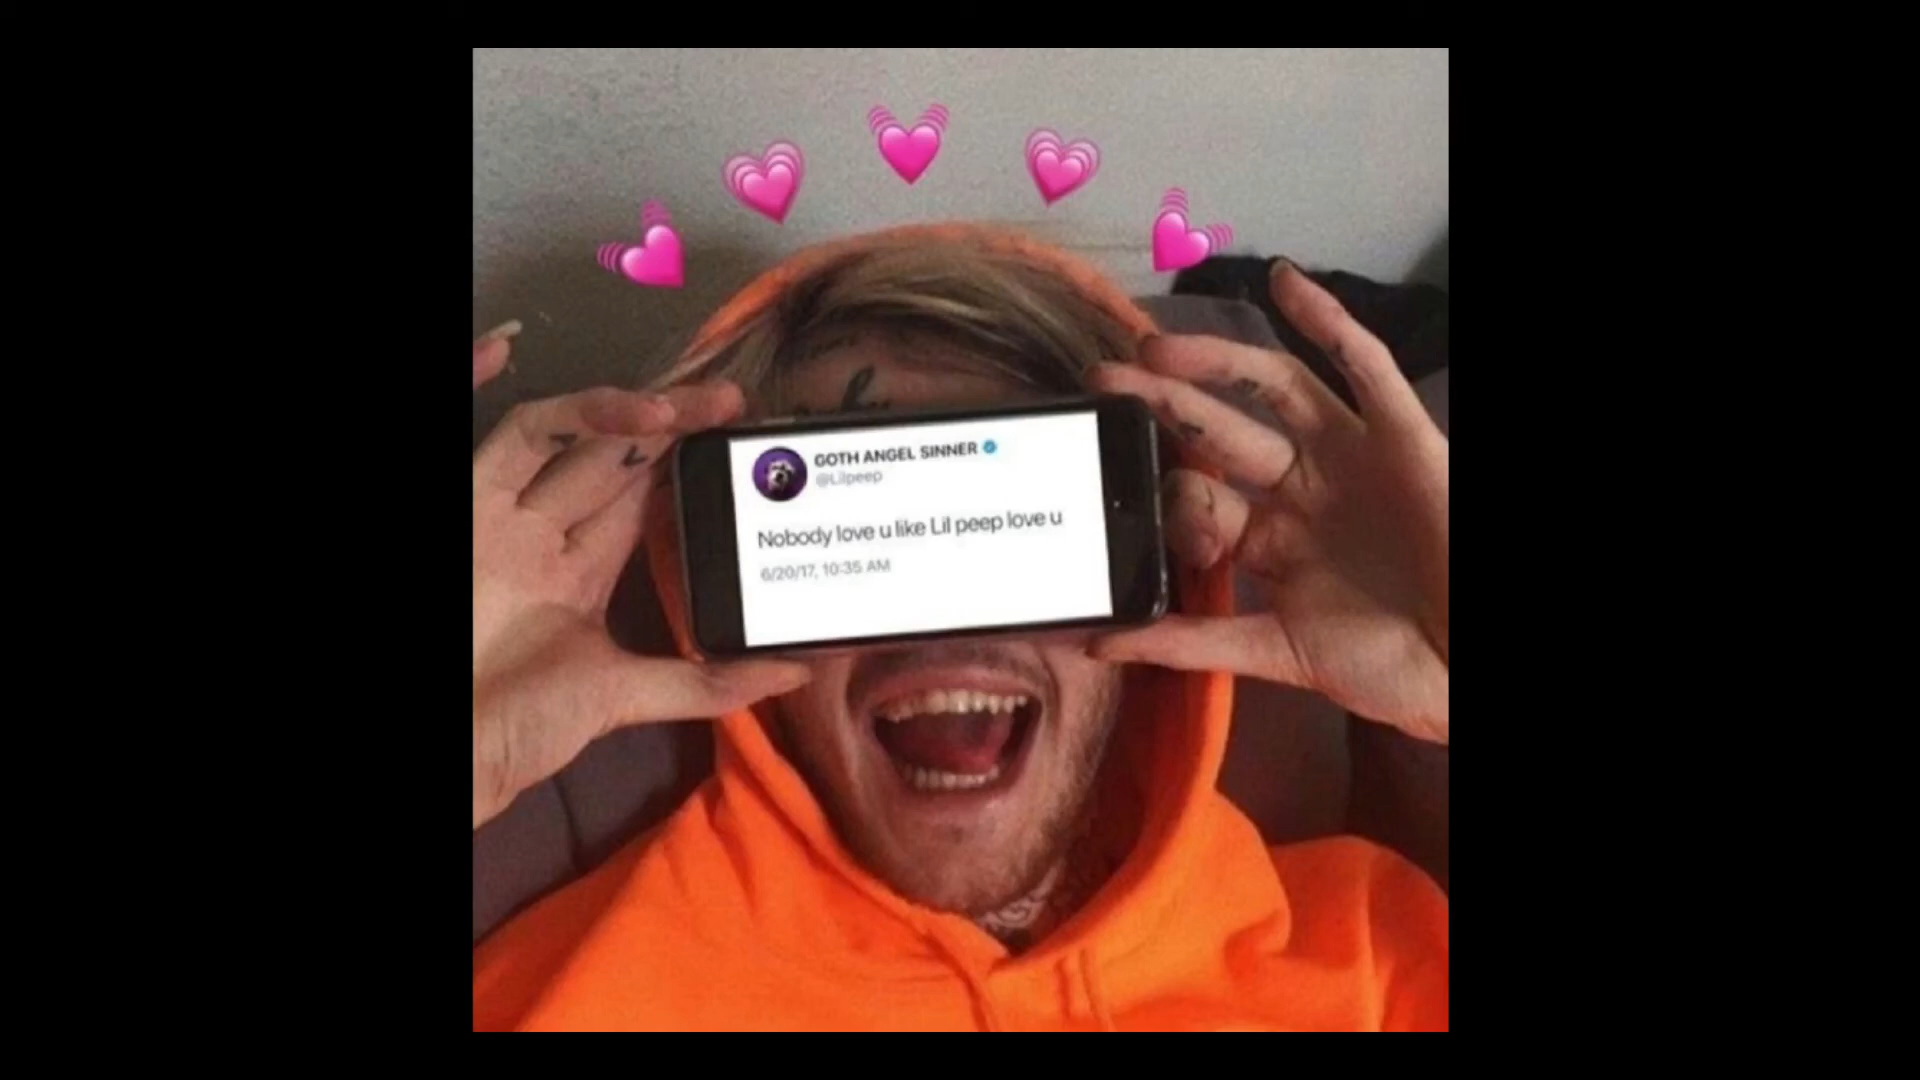 GOTH ANGEL SINNER
@Lilpeep
Nobody love u like Lil peep love u
6/20/17, 10:35 AM